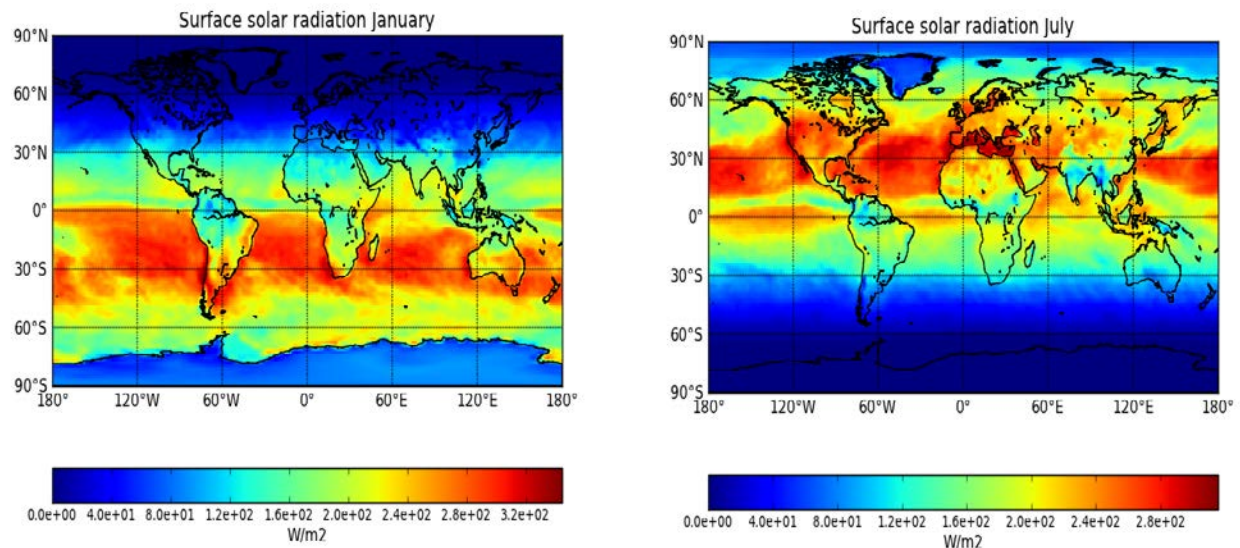 Surface solar radiation January
90°N
60°N
30°N
0°
30°S
60°S
90°S
180° 120°W 60°W 0° 60°E 120°E 180°
0.0e+00 4.0e+01 8.0e+01 1.2e+02 1.6e+02 2.0e+02 2.4e+02 2.8e+02 3.2e+02
W/m2
Surface solar radiation July
90°N
60°N
30°N
0°
30°S
60°S
90°S
180° 120°W 60°W 0° 60°E 120°E 180°
0.0e+00 4.0e+01 8.0e+01 1.2e+02 1.6e+02 2.0e+02 2.4e+02 2.8e+02
W/m2